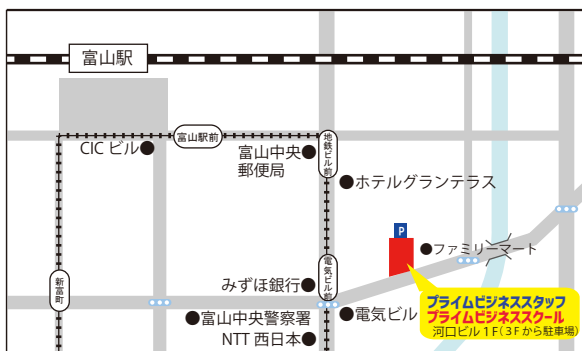 富山駅
富山駅前
CIC ビル
富山中央
郵便局
地鉄ビル前
ホテルグランテラス
P
ファミリーマート
新富町
電気ビル前
みずほ銀行
富山中央警察署
電気ビル
NTT 西日本
プライムビジネススタッフ
プライムビジネススクール
河口ビル 1F（3Fから駐車場）